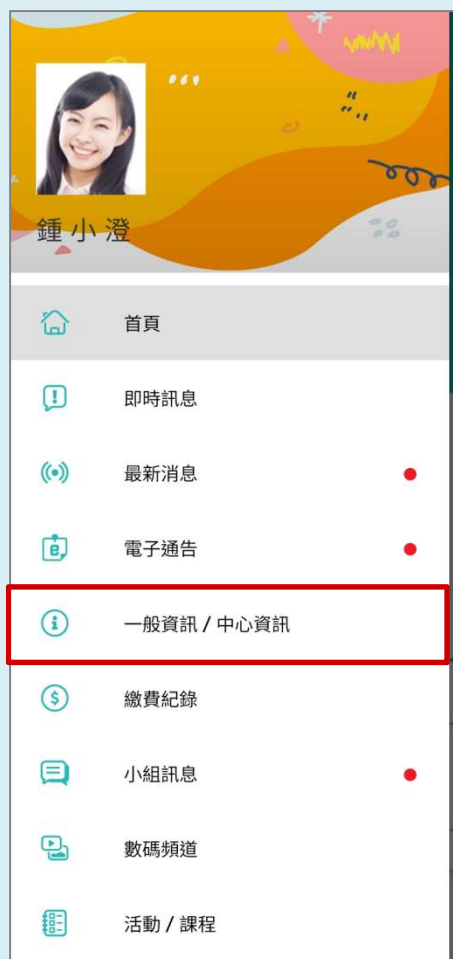 鍾小澄
首頁
即時訊息
最新消息
電子通告
一般資訊 / 中心資訊
繳費紀錄
小組訊息
數碼頻道
活動 / 課程